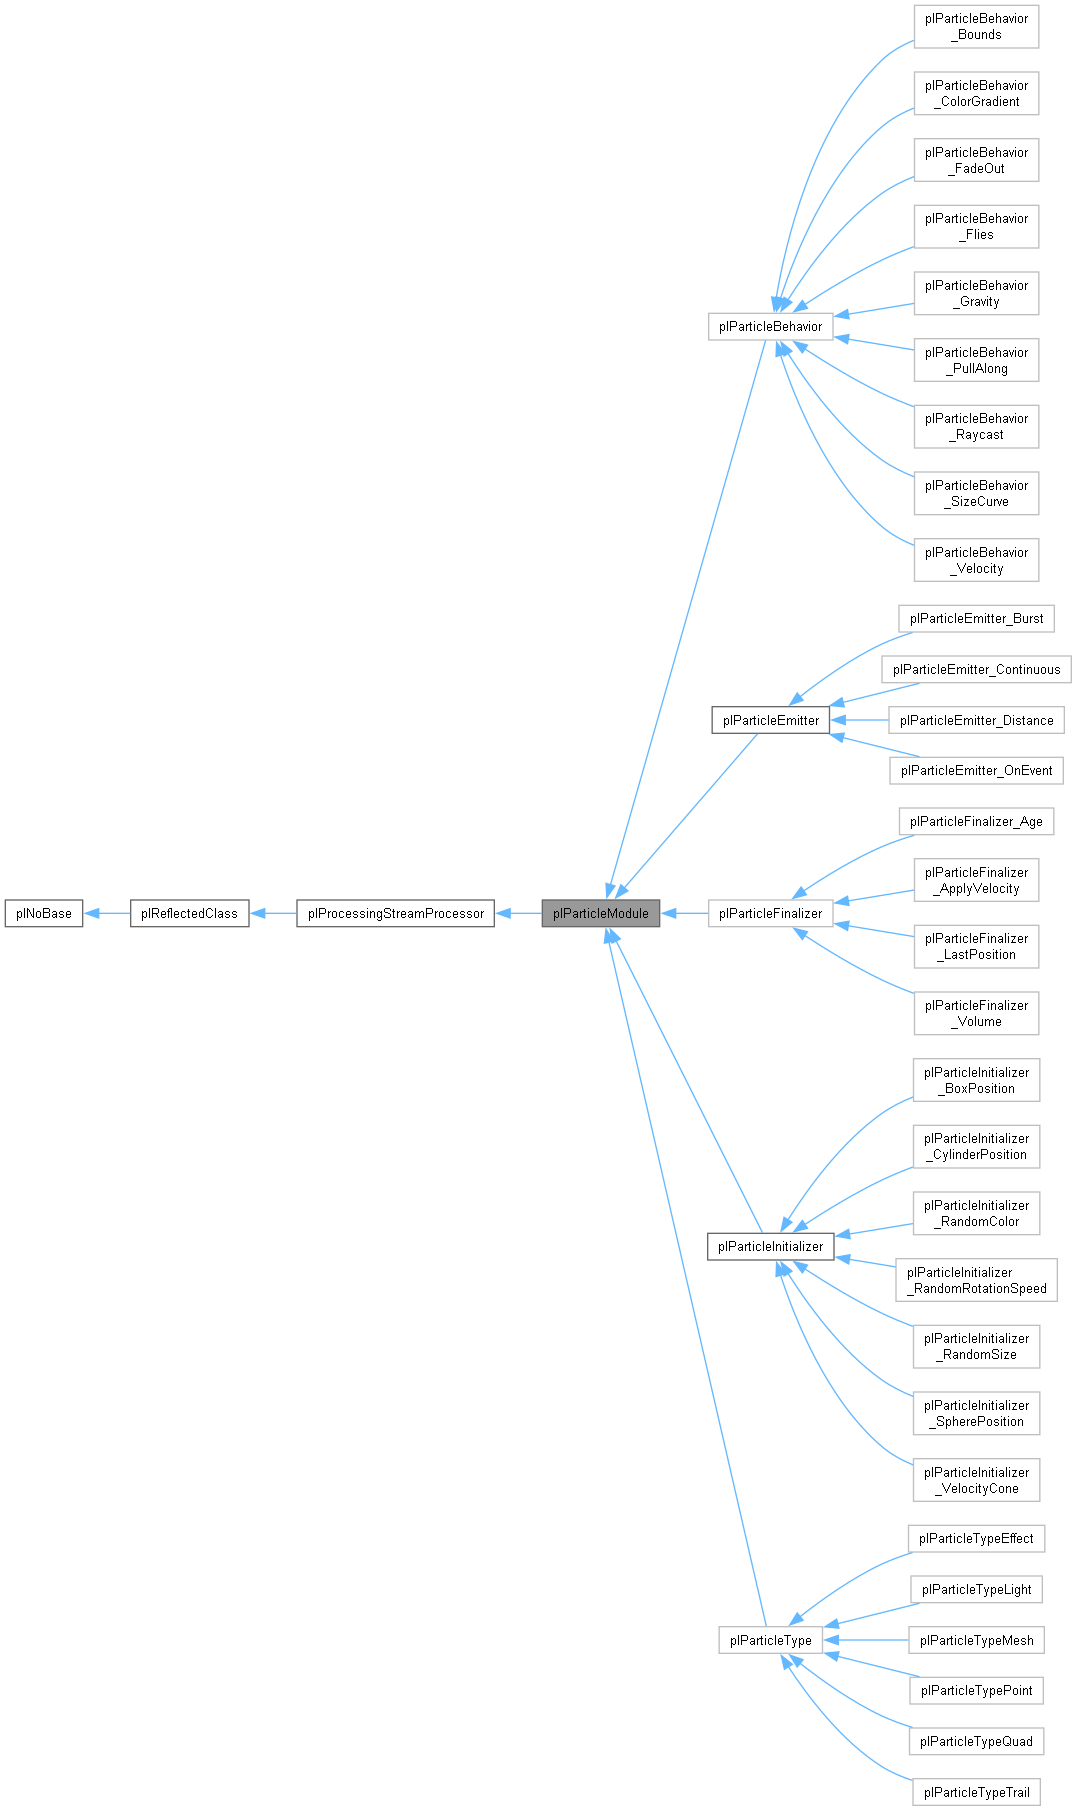 plParticleBehavior
_Bounds
plParticleBehavior
_ColorGradient
plParticleBehavior
_FadeOut
plParticleBehavior
_Flies
plParticleBehavior
_Gravity
plParticleBehavior
plParticleBehavior
_PullAlong
plParticleBehavior
_Raycast
plParticleBehavior
_SizeCurve
plParticleBehavior
_Velocity
plParticleEmitter_Burst
plParticleEmitter_Continuous
plParticleEmitter
plParticleEmitter_Distance
plParticleEmitter_OnEvent
plParticleFinalizer_Age
plParticleFinalizer
_ApplyVelocity
plNoBase
plReflectedClass
plProcessingStreamProcessor
plParticleModule
plParticleFinalizer
plParticleFinalizer
_LastPosition
plParticleFinalizer
_Volume
plParticleInitializer
_BoxPosition
plParticleInitializer
_CylinderPosition
plParticleInitializer
_RandomColor
plParticleInitializer
plParticleInitializer
_RandomRotationSpeed
plParticleInitializer
_RandomSize
plParticleInitializer
_SpherePosition
plParticleInitializer
_VelocityCone
plParticleTypeEffect
plParticleTypeLight
plParticleType
plParticleTypeMesh
plParticleTypePoint
plParticleTypeQuad
plParticleTypeTrail